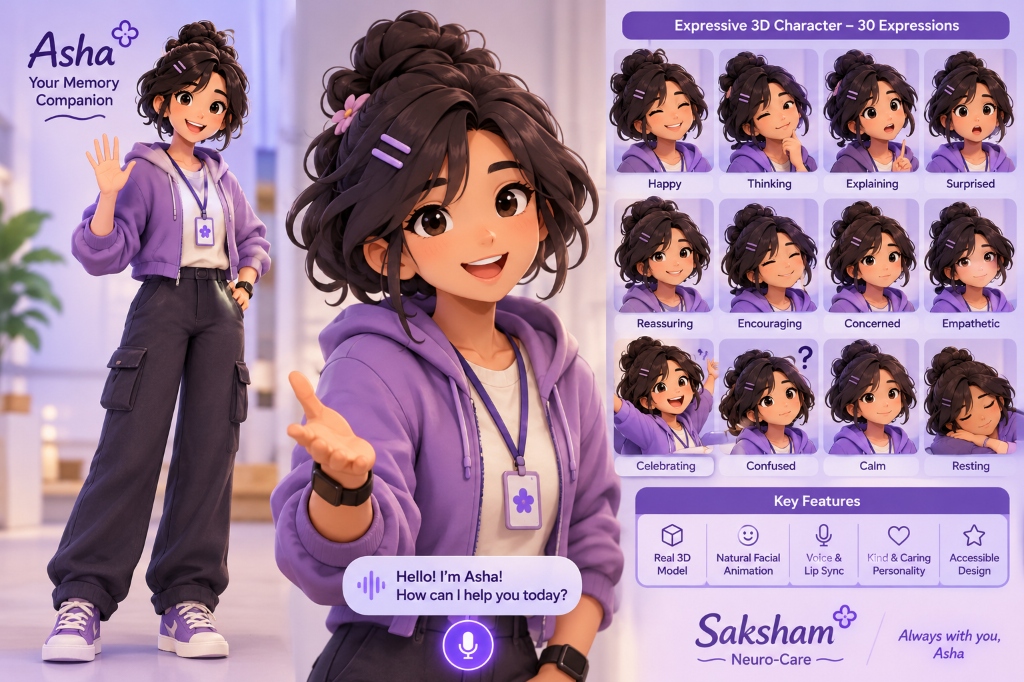 Asha
Your Memory
Companion
Hello! I'm Asha!
How can I help you today?
Expressive 3D Character – 30 Expressions
Happy
Thinking
Explaining
Surprised
Reassuring
Encouraging
Concerned
Empathetic
?
Celebrating
Confused
Calm
Resting
Key Features
Real 3D
Model
Natural Facial
Animation
Voice &
Lip Sync
Kind & Caring
Personality
Accessible
Design
Saksham
Neuro-Care
Always with you,
Asha